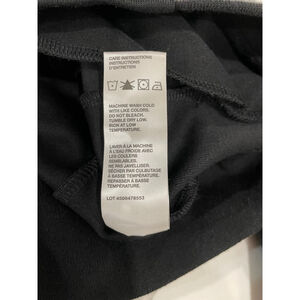 CARE INSTRUCTIONS
INSTRUCTIONS
D'ENTRETIEN
MACHINE WASH COLD
WITH LIKE COLORS.
DO NOT BLEACH.
TUMBLE DRY LOW.
IRON AT LOW
TEMPERATURE.
LAVER À LA MACHINE
À L'EAU FROIDE AVEC
LES COULEURS
SEMBLABLES.
NE PAS JAVELLISER.
SÉCHER PAR CULBUTAGE
À BASSE TEMPÉRATURE.
REPASSER À BASSE
TEMPÉRATURE.
LOT #500478553